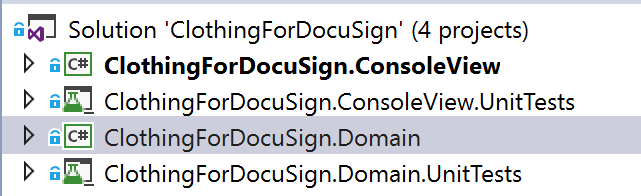 Solution 'ClothingForDocuSign' (4 projects)
C# ClothingForDocuSign.ConsoleView
ClothingForDocuSign.ConsoleView.UnitTests
C# ClothingForDocuSign.Domain
ClothingForDocuSign.Domain.UnitTests